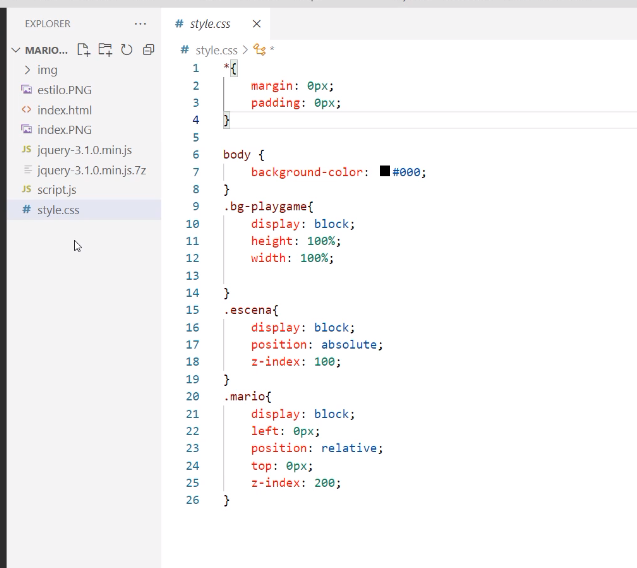 EXPLORER ...
MARIO...
img
estilo.PNG
index.html
index.PNG
JS jquery-3.1.0.min.js
jquery-3.1.0.min.js.7z
JS script.js
# style.css
# style.css ×
# style.css > *
1 *{
2 margin: 0px;
3 padding: 0px;
4 }
5
6 body {
7 background-color: #000;
8 }
9 .bg-playgame{
10 display: block;
11 height: 100%;
12 width: 100%;
13
14 }
15 .escena{
16 display: block;
17 position: absolute;
18 z-index: 100;
19 }
20 .mario{
21 display: block;
22 left: 0px;
23 position: relative;
24 top: 0px;
25 z-index: 200;
26 }